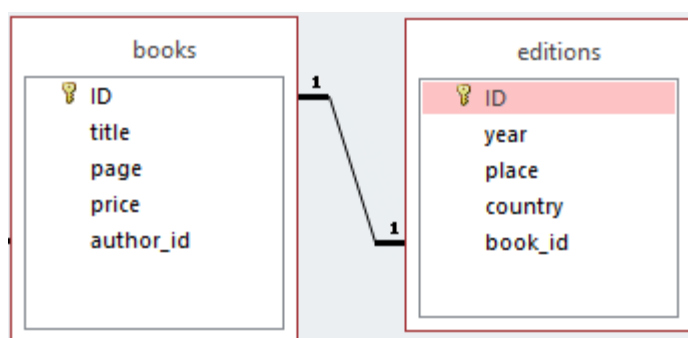 books
ID
title
page
price
author_id
1
1
editions
ID
year
place
country
book_id